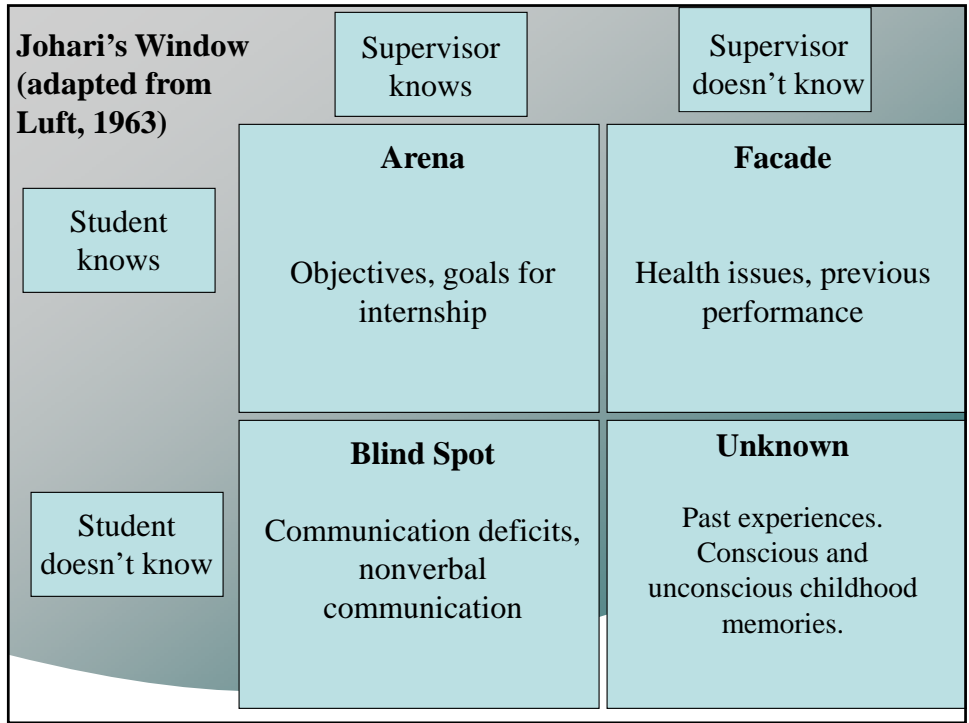 Johari’s Window
(adapted from
Luft, 1963)
Supervisor
knows
Supervisor
doesn’t know
Student
knows
Arena
Objectives, goals for
internship
Facade
Health issues, previous
performance
Student
doesn’t know
Blind Spot
Communication deficits,
nonverbal
communication
Unknown
Past experiences.
Conscious and
unconscious childhood
memories.